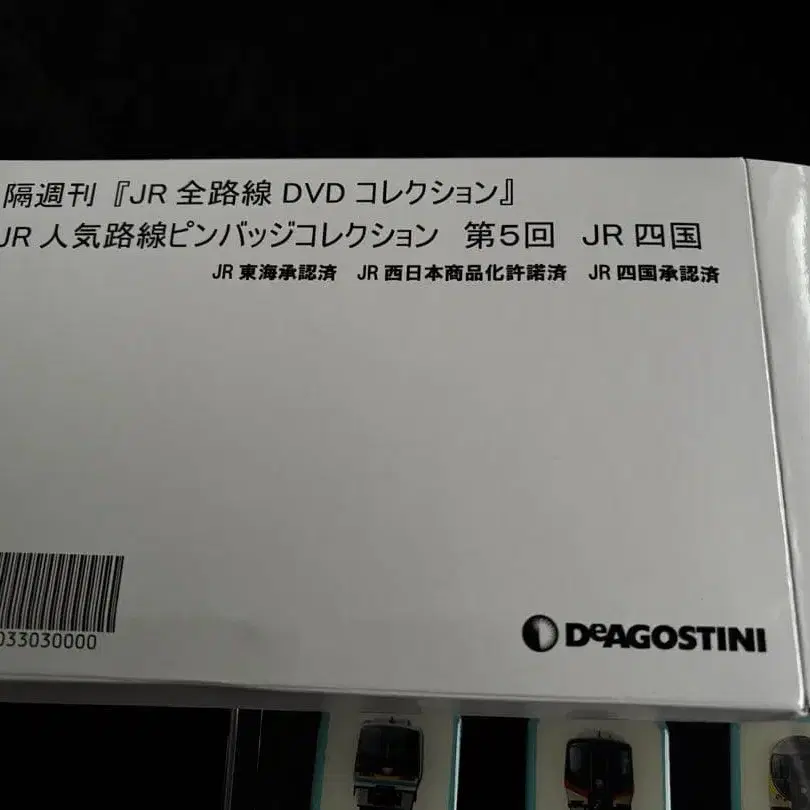 隔週刊『JR 全路線 DVD コレクション』
JR 人気路線ピンバッジコレクション 第5回 JR 四国
JR 東海承認済 JR 西日本商品化許諾済 JR 四国承認済
033030000
DeAGOSTINI